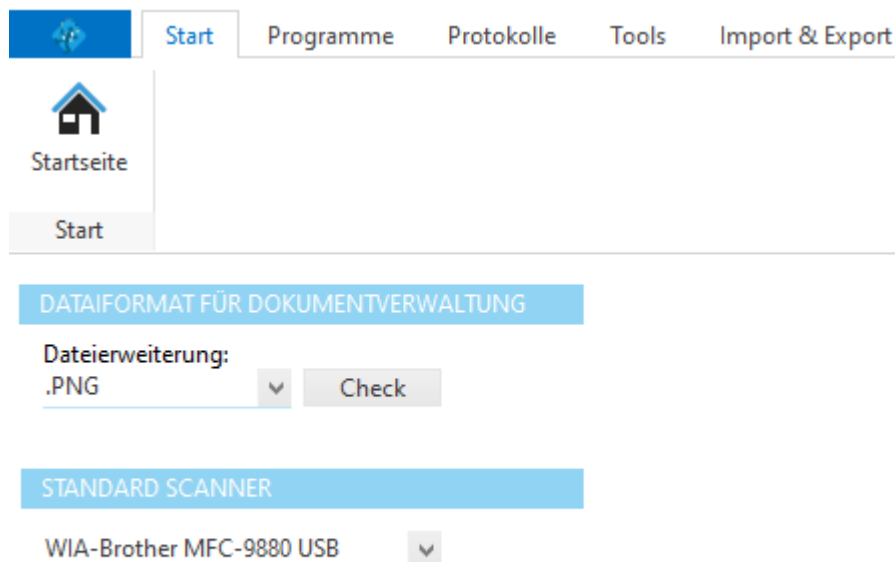 Start Programme Protokolle Tools Import & Export
Startseite
Start
DATAIFORMAT FÜR DOKUMENTVERWALTUNG
Dateierweiterung:
.PNG Check
STANDARD SCANNER
WIA-Brother MFC-9880 USB